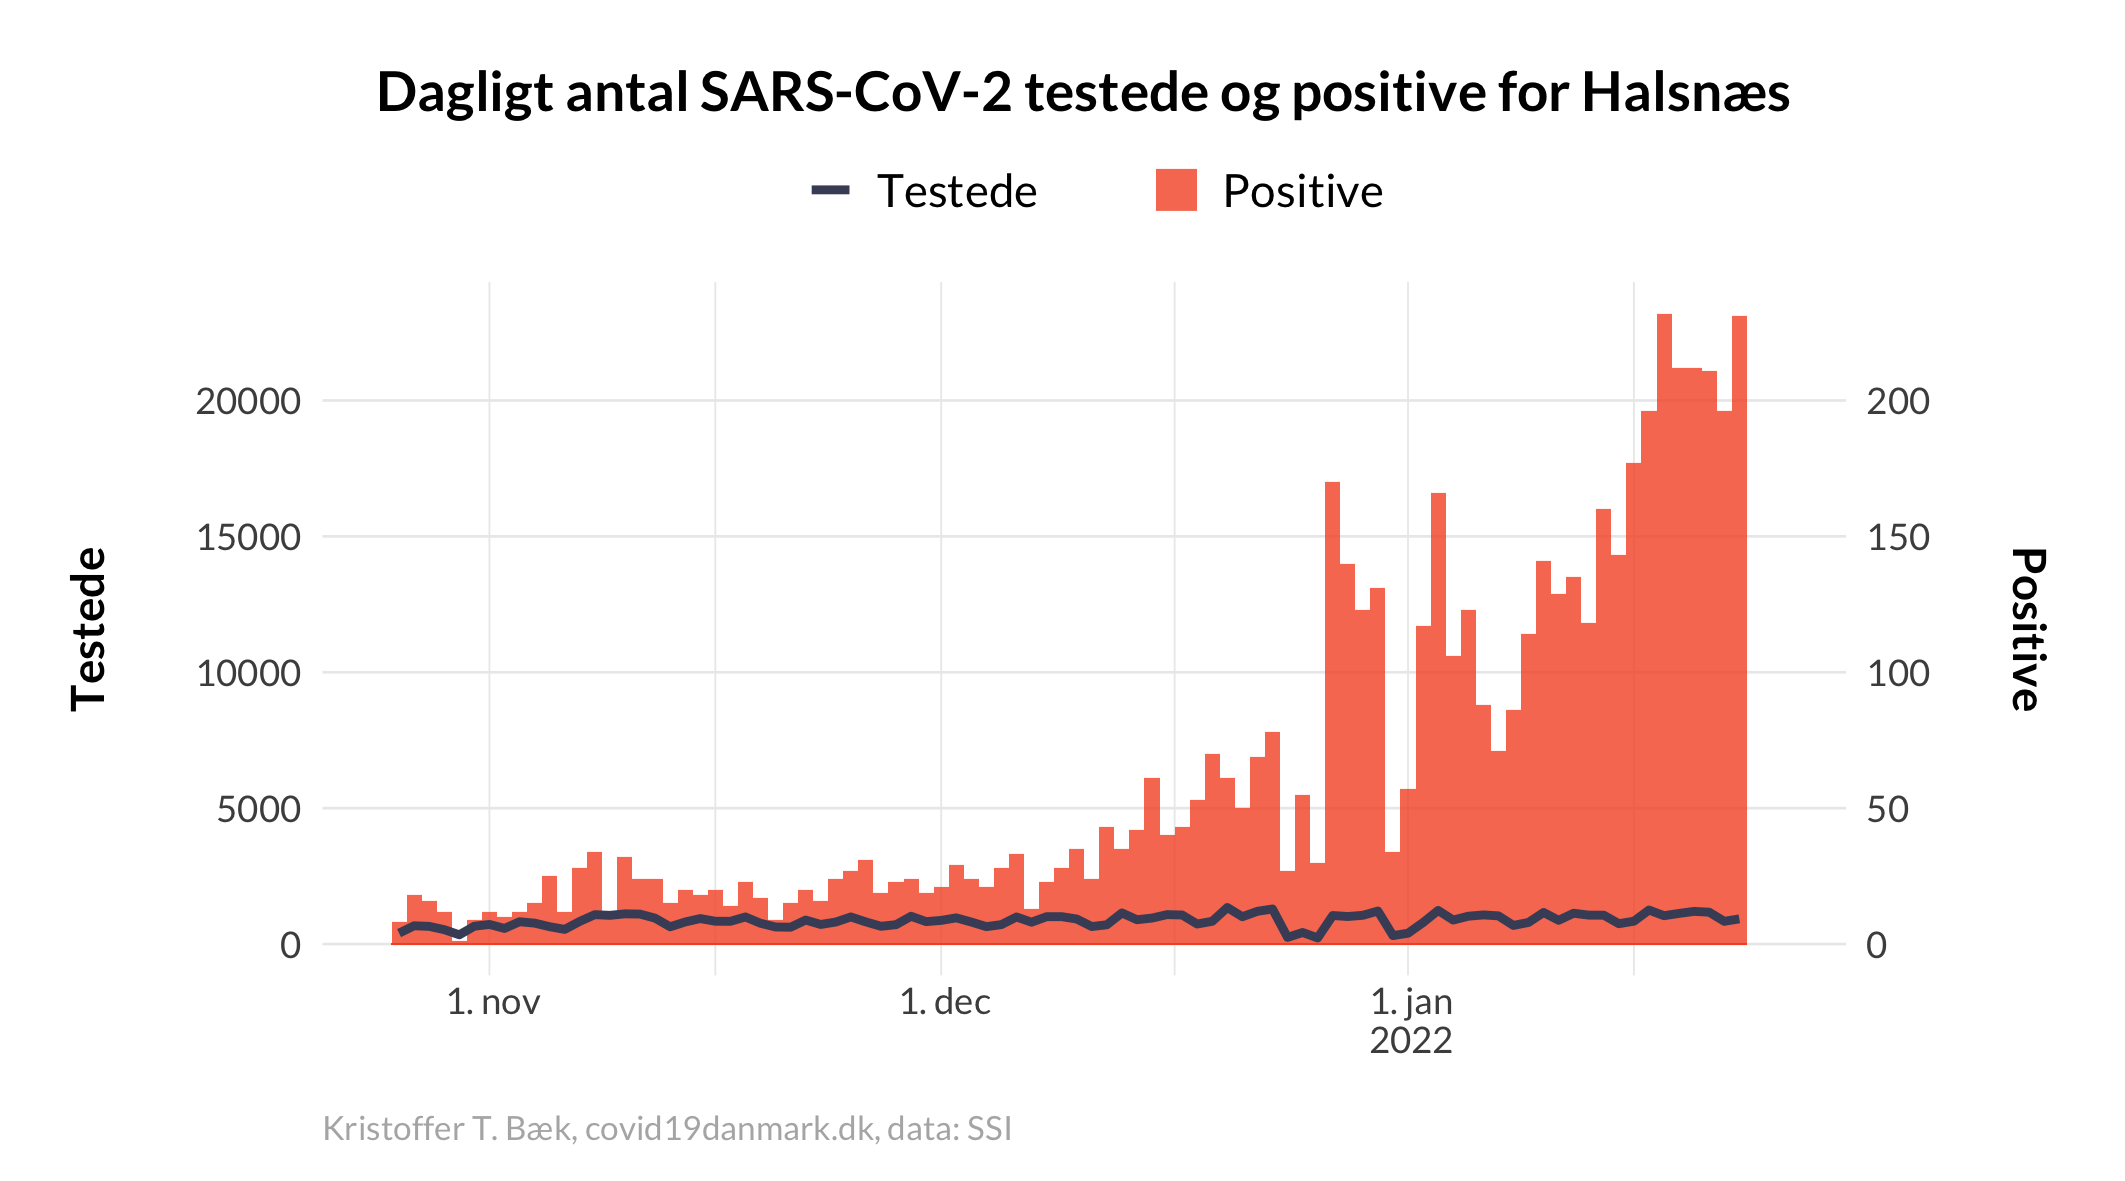 Dagligt antal SARS-CoV-2 testede og positive for Halsnæs
Testede
Positive
Testede
20000
15000
10000
5000
0
200
150
100
50
0
Positive
1. nov
1. dec
1. jan
2022
Kristoffer T. Bæk, covid19danmark.dk, data: SSI